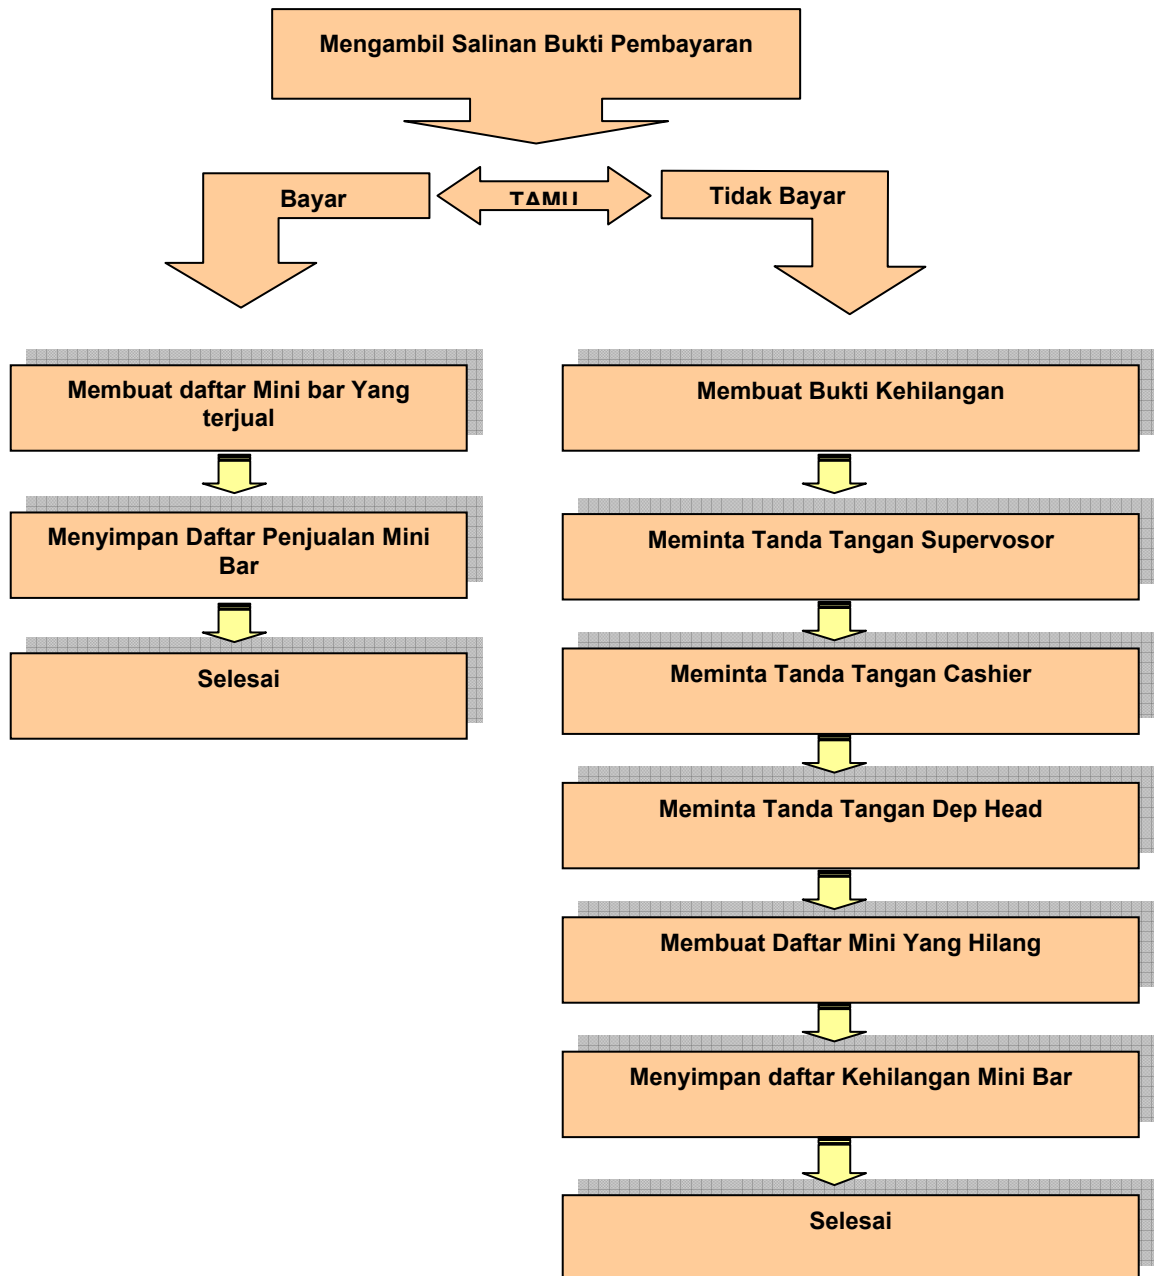 Mengambil Salinan Bukti Pembayaran
Bayar
TAMU
Tidak Bayar
Membuat daftar Mini bar Yang
terjual
Menyimpan Daftar Penjualan Mini
Bar
Selesai
Membuat Bukti Kehilangan
Meminta Tanda Tangan Supervosor
Meminta Tanda Tangan Cashier
Meminta Tanda Tangan Dep Head
Membuat Daftar Mini Yang Hilang
Menyimpan daftar Kehilangan Mini Bar
Selesai